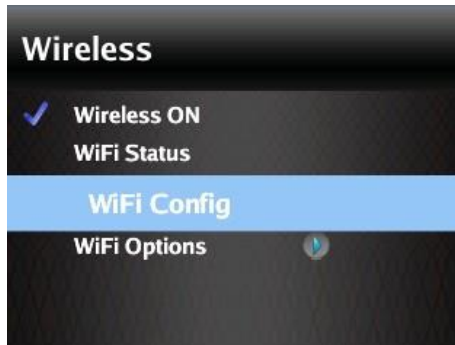 Wireless
Wireless ON
WiFi Status
WiFi Config
WiFi Options